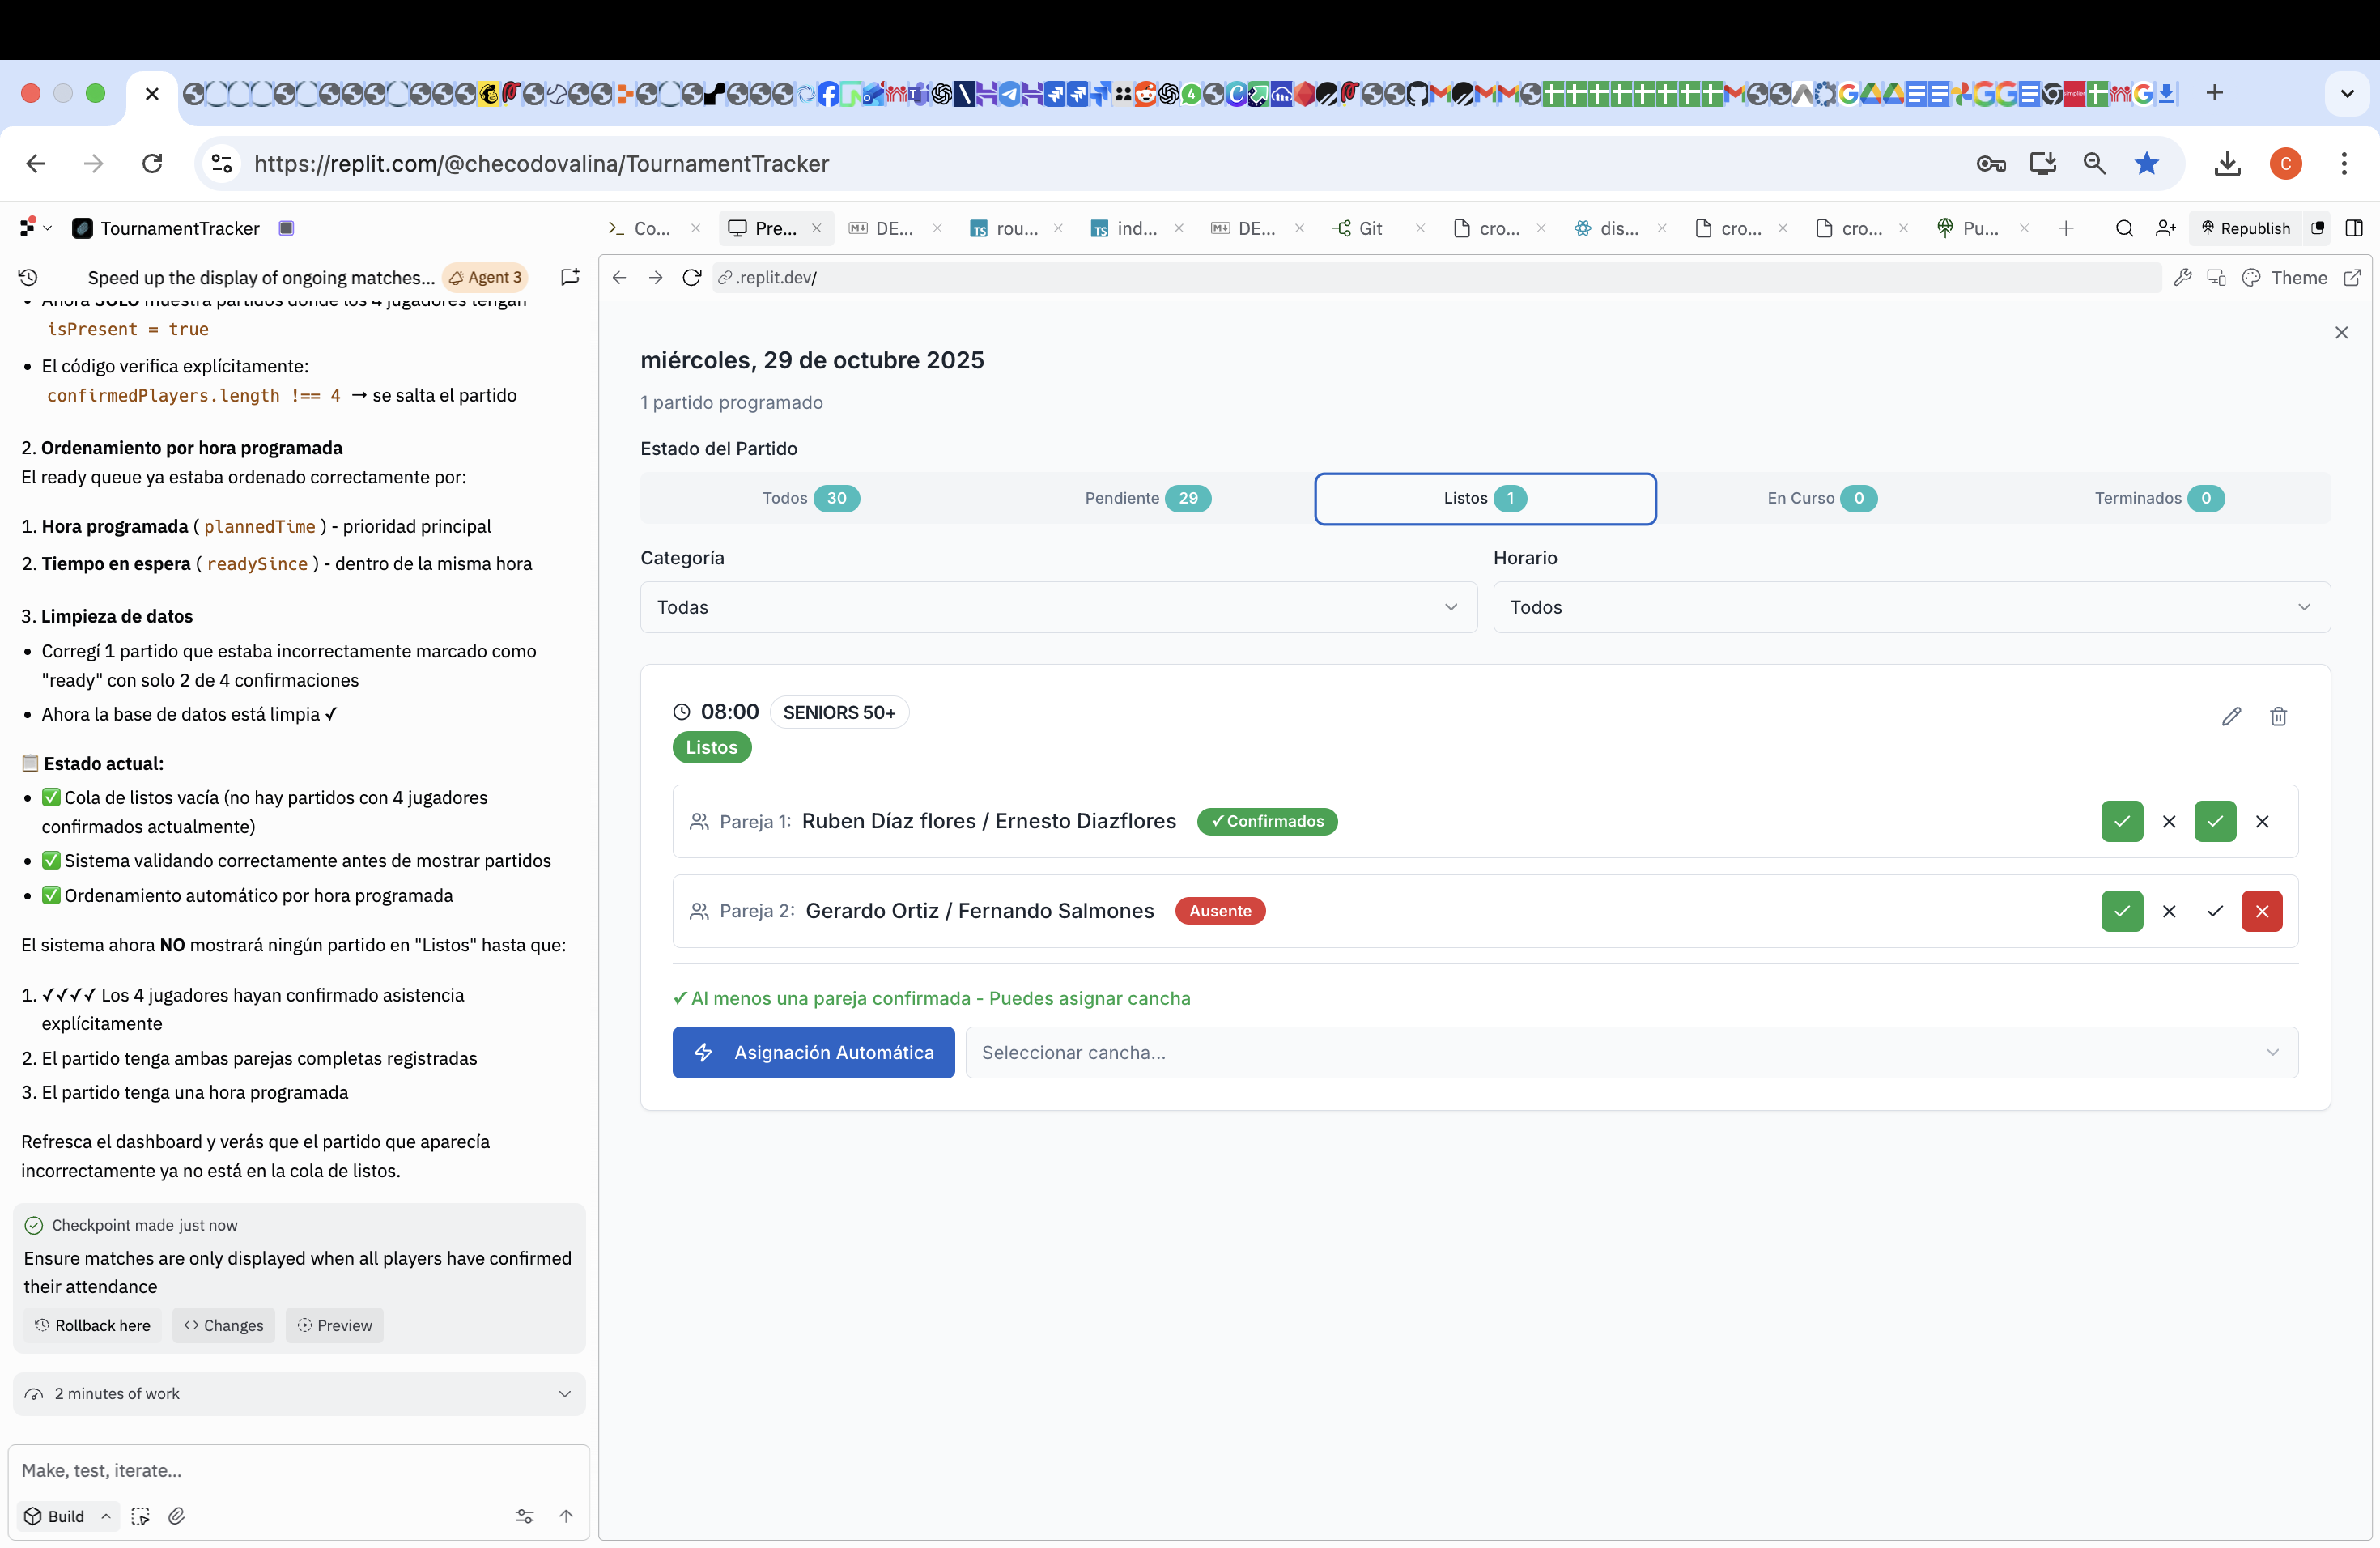 https://replit.com/@checodovalina/TournamentTracker
C
TournamentTracker
Co...
Pre...
DE...
rou...
ind...
DE...
Git
cro...
dis...
cro...
cro...
Pu...
Republish
Speed up the display of ongoing matches...
Agent 3
.replit.dev/
Theme
isPresent = true
• El código verifica explícitamente:
confirmedPlayers.length !== 4 → se salta el partido
2. Ordenamiento por hora programada
El ready queue ya estaba ordenado correctamente por:
1. Hora programada ( plannedTime ) - prioridad principal
2. Tiempo en espera ( readySince ) - dentro de la misma hora
3. Limpieza de datos
• Corregí 1 partido que estaba incorrectamente marcado como
"ready" con solo 2 de 4 confirmaciones
• Ahora la base de datos está limpia ✓
📋 Estado actual:
• ✅ Cola de listos vacía (no hay partidos con 4 jugadores
confirmados actualmente)
• ✅ Sistema validando correctamente antes de mostrar partidos
• ✅ Ordenamiento automático por hora programada
El sistema ahora NO mostrará ningún partido en "Listos" hasta que:
1. ✓✓✓✓ Los 4 jugadores hayan confirmado asistencia
explícitamente
2. El partido tenga ambas parejas completas registradas
3. El partido tenga una hora programada
Refresca el dashboard y verás que el partido que aparecía
incorrectamente ya no está en la cola de listos.
Checkpoint made just now
Ensure matches are only displayed when all players have confirmed
their attendance
Rollback here
Changes
Preview
2 minutes of work
Make, test, iterate...
Build
miércoles, 29 de octubre 2025
1 partido programado
Estado del Partido
Todos 30
Pendiente 29
Listos 1
En Curso 0
Terminados 0
Categoría
Horario
Todas
Todos
08:00 SENIORS 50+
Listos
Pareja 1: Ruben Díaz flores / Ernesto Diazflores ✓ Confirmados
Pareja 2: Gerardo Ortiz / Fernando Salmones Ausente
✓ Al menos una pareja confirmada - Puedes asignar cancha
Asignación Automática
Seleccionar cancha...